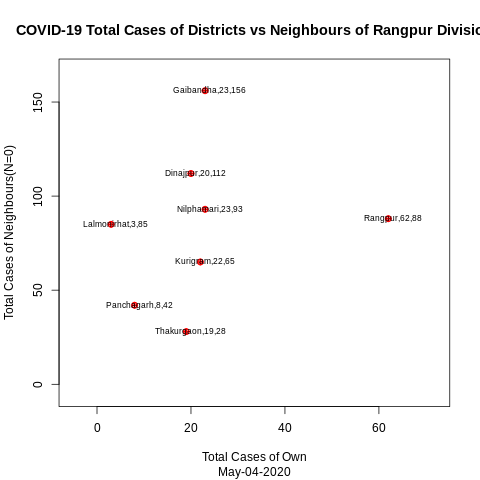 COVID-19 Total Cases of Districts vs Neighbours of Rangpur Divisio
Total Cases of Neighbours(N=0)
150
100
50
0
Gaibandha,23,156
Dinajpur,20,112
Nilphamari,23,93
Rangpur,62,88
Lalmonirhat,3,85
Kurigram,22,65
Panchagarh,8,42
Thakurgaon,19,28
0 20 40 60
Total Cases of Own
May-04-2020